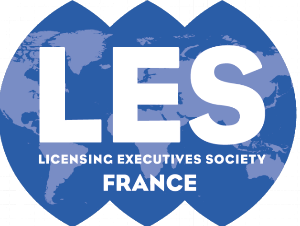 LES
LICENSING EXECUTIVES SOCIETY
FRANCE